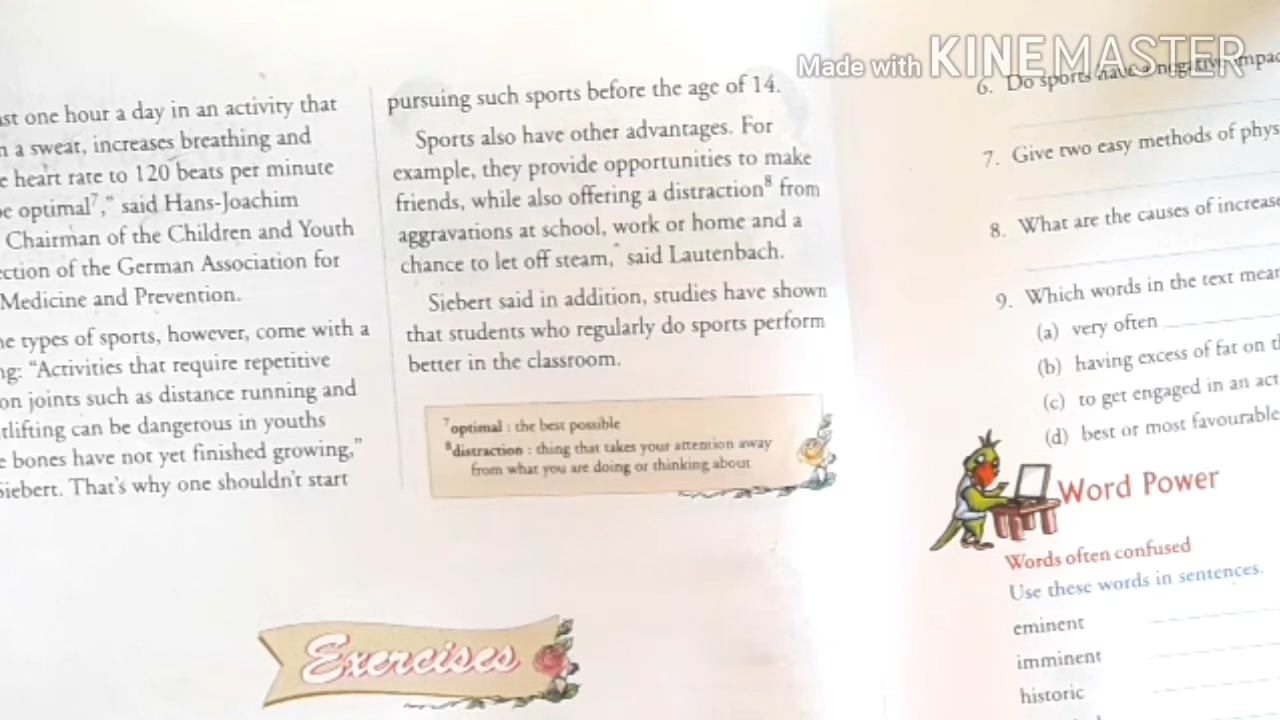 Made with KINEMASTER
one hour a day in an activity that
a sweat, increases breathing and
heart rate to 120 beats per minute
optimal7," said Hans-Joachim
Chairman of the Children and Youth
of the German Association for
Medicine and Prevention.
types of sports, however, come with a
"Activities that require repetitive
on joints such as distance running and
can be dangerous in youths
bones have not yet finished growing,"
Siebert. That's why one shouldn't start
pursuing such sports before the age of 14.
Sports also have other advantages. For
example, they provide opportunities to make
friends, while also offering a distraction8 from
aggravations at school, work or home and a
chance to let off steam," said Lautenbach.
Siebert said in addition, studies have shown
that students who regularly do sports perform
better in the classroom.
7optimal : the best possible
8distraction : thing that takes your attention away
from what you are doing or thinking about
Exercises
6. Do sports have a negative
7. Give two easy methods of
8. What are the causes of
9. Which words in the text
(a) very often
(b) having excess of fat on
(c) to get engaged in an
(d) best or most favourable
Word Power
Words often confused
Use these words in sentences.
eminent
imminent
historic